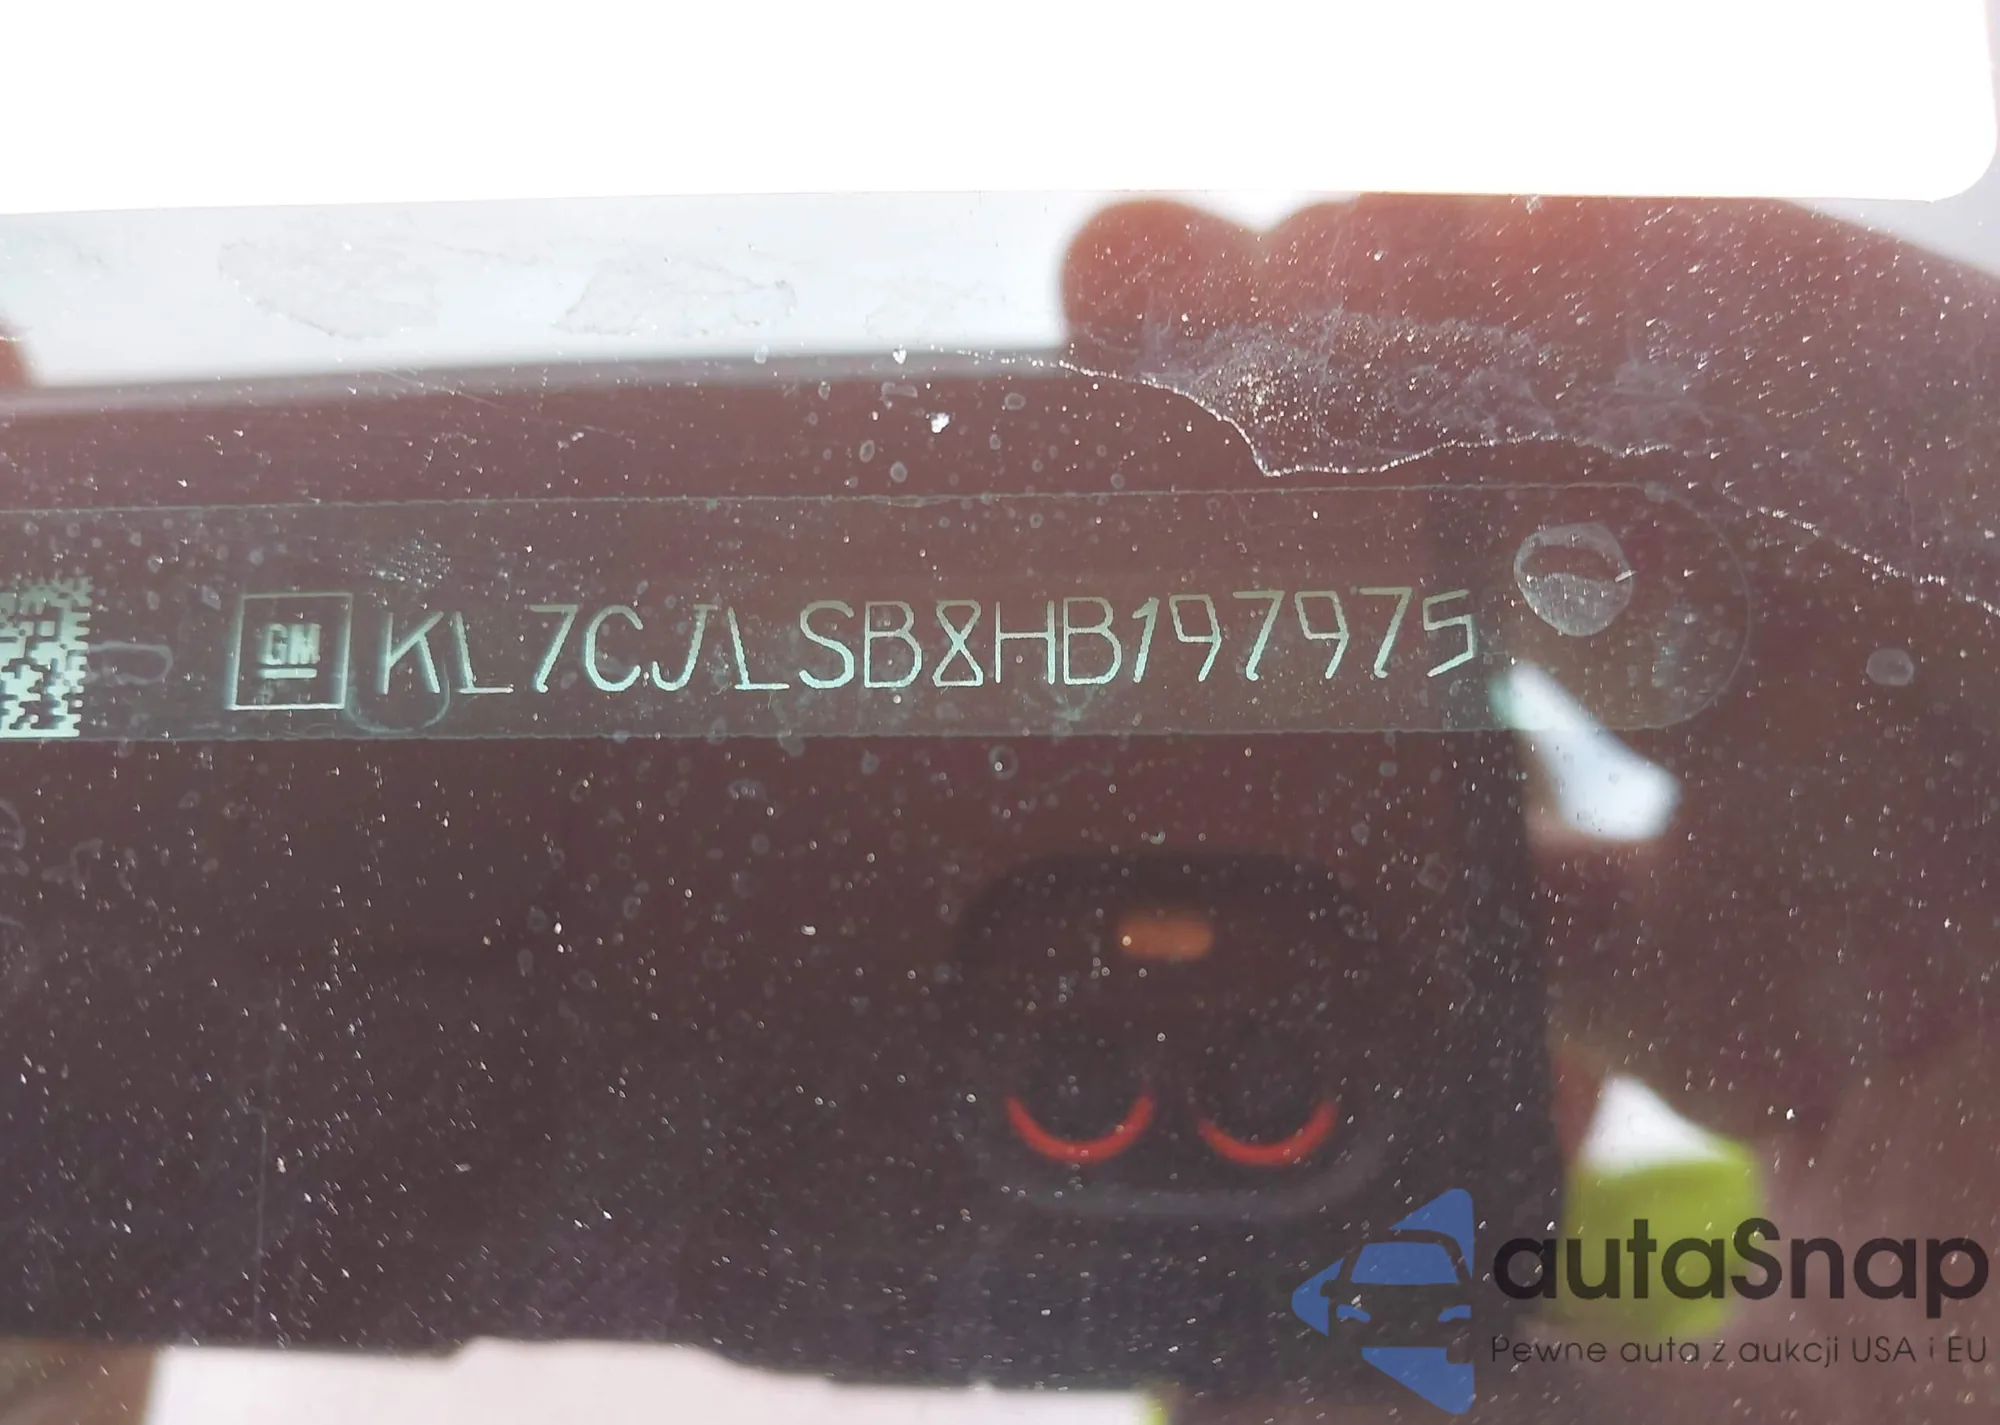 GM KL7CJLSB8HB197975
autaSnap
Pewne auta z aukcji USA i EU